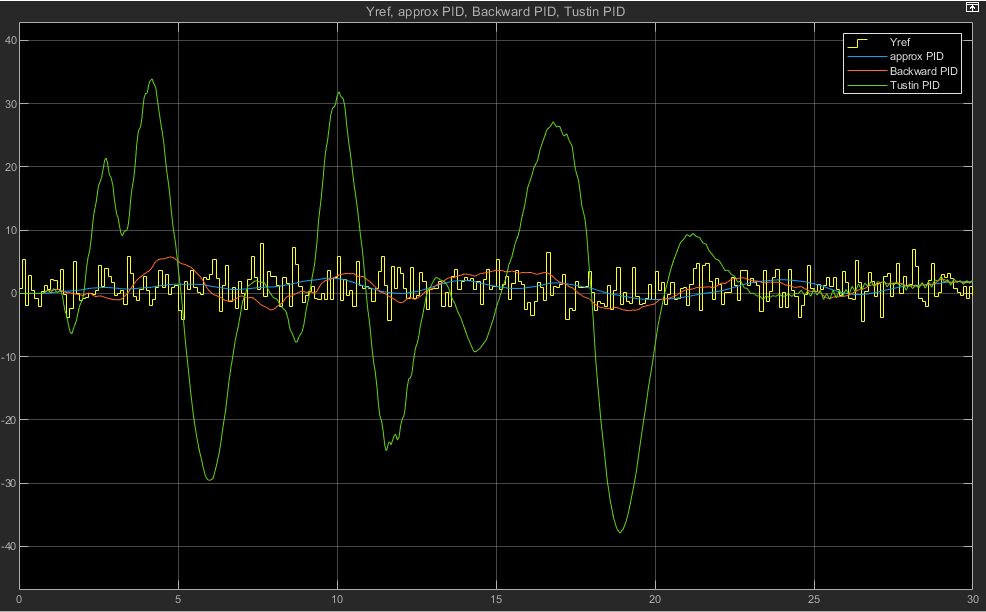 Yref, approx PID, Backward PID, Tustin PID
Yref
approx PID
Backward PID
Tustin PID
40
30
20
10
0
-10
-20
-30
-40
0 5 10 15 20 25 30